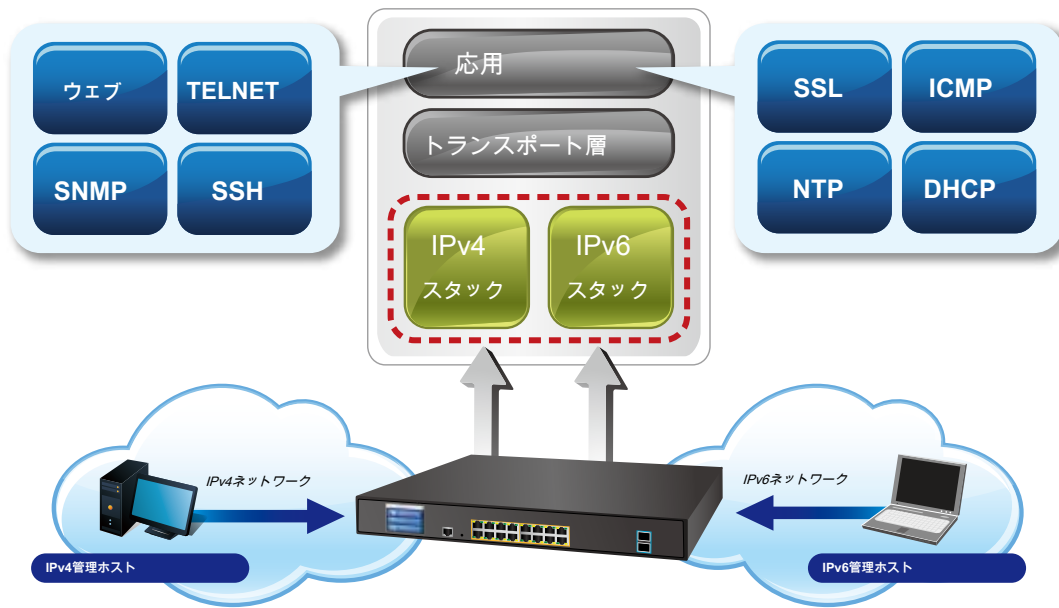 ウェブ
TELNET
SNMP
SSH
応用
トランスポート層
IPv4
スタック
IPv6
スタック
SSL
ICMP
NTP
DHCP
IPv4ネットワーク
IPv6ネットワーク
IPv4管理ホスト
IPv6管理ホスト